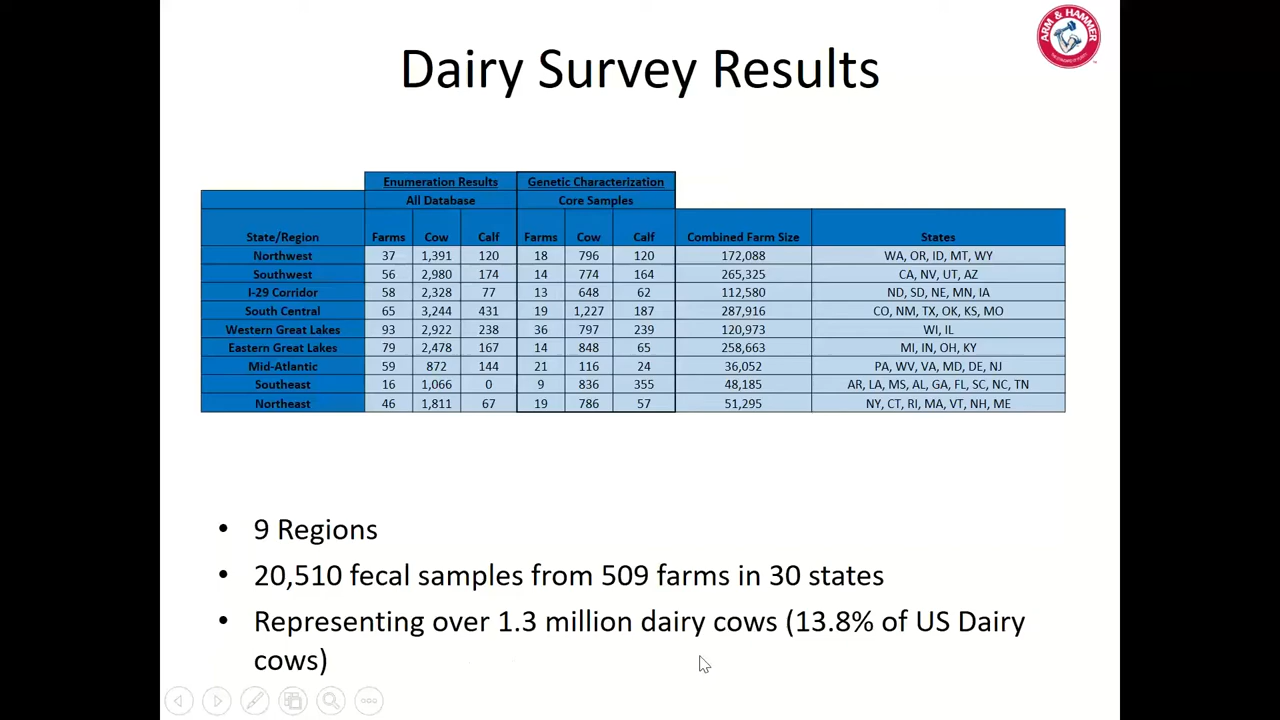 ARM & HAMMER
THE STANDARD OF PURITY
Dairy Survey Results
Enumeration Results Genetic Characterization
All Database Core Samples
State/Region Farms Cow Calf Farms Cow Calf Combined Farm Size States
Northwest 37 1,391 120 18 796 120 172,088 WA, OR, ID, MT, WY
Southwest 56 2,980 174 14 774 164 265,325 CA, NV, UT, AZ
I-29 Corridor 58 2,328 77 13 648 62 112,580 ND, SD, NE, MN, IA
South Central 65 3,244 431 19 1,227 187 287,916 CO, NM, TX, OK, KS, MO
Western Great Lakes 93 2,922 238 36 797 239 120,973 WI, IL
Eastern Great Lakes 79 2,478 167 14 848 65 258,663 MI, IN, OH, KY
Mid-Atlantic 59 872 144 21 116 24 36,052 PA, WV, VA, MD, DE, NJ
Southeast 16 1,066 0 9 836 355 48,185 AR, LA, MS, AL, GA, FL, SC, NC, TN
Northeast 46 1,811 67 19 786 57 51,295 NY, CT, RI, MA, VT, NH, ME
• 9 Regions
• 20,510 fecal samples from 509 farms in 30 states
• Representing over 1.3 million dairy cows (13.8% of US Dairy
cows)